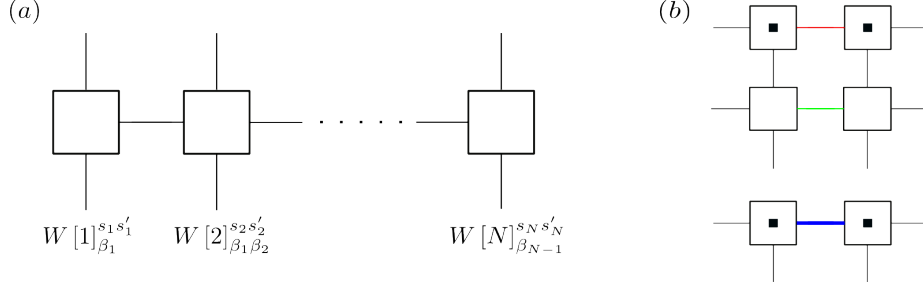 (a)
(b)
W [1]^{s_1 s'_1}_{β_1}
W [2]^{s_2 s'_2}_{β_1 β_2}
W [N]^{s_N s'_N}_{β_{N−1}}